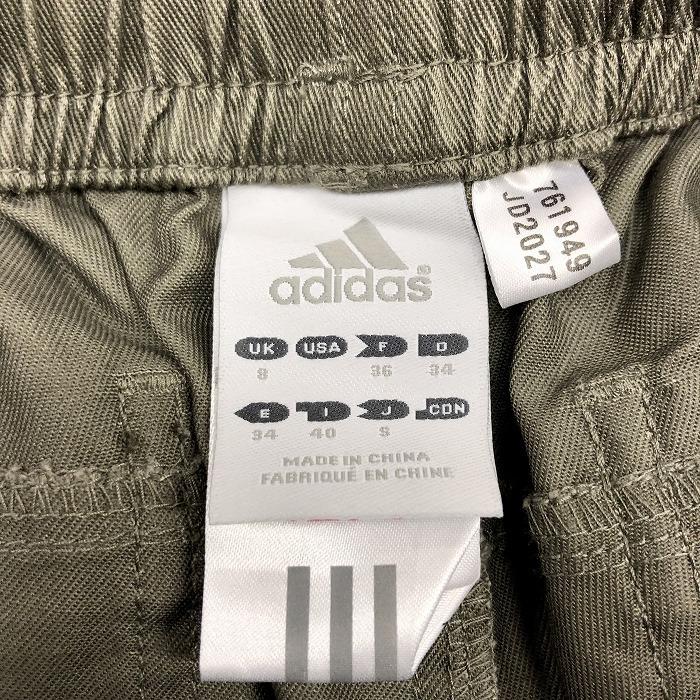 adidas®
UK USA F D
8 36 34
E I J CDN
34 40 S
MADE IN CHINA
FABRIQUÉ EN CHINE
761949
JD2027